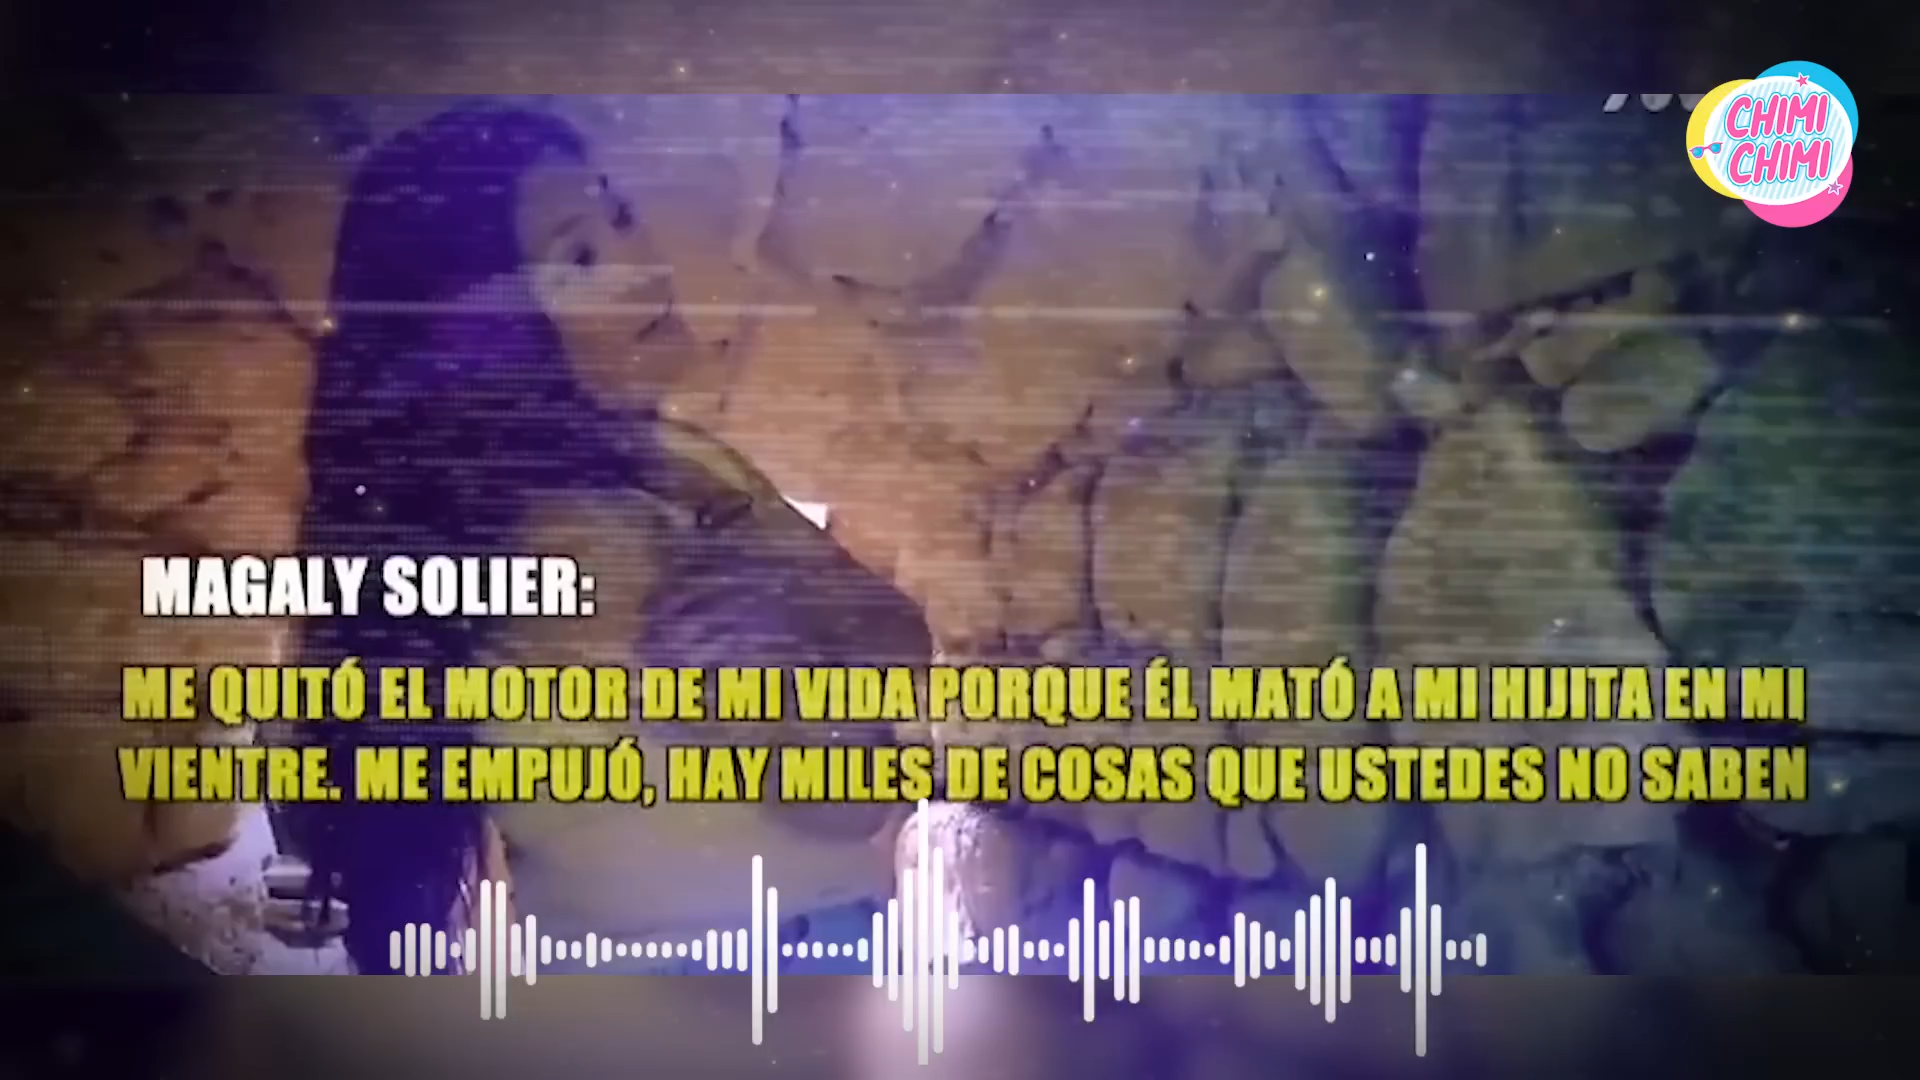 CHIMI
CHIMI
MAGALY SOLIER:
ME QUITÓ EL MOTOR DE MI VIDA PORQUE ÉL MATÓ A MI HIJITA EN MI
VIENTRE. ME EMPUJÓ, HAY MILES DE COSAS QUE USTEDES NO SABEN